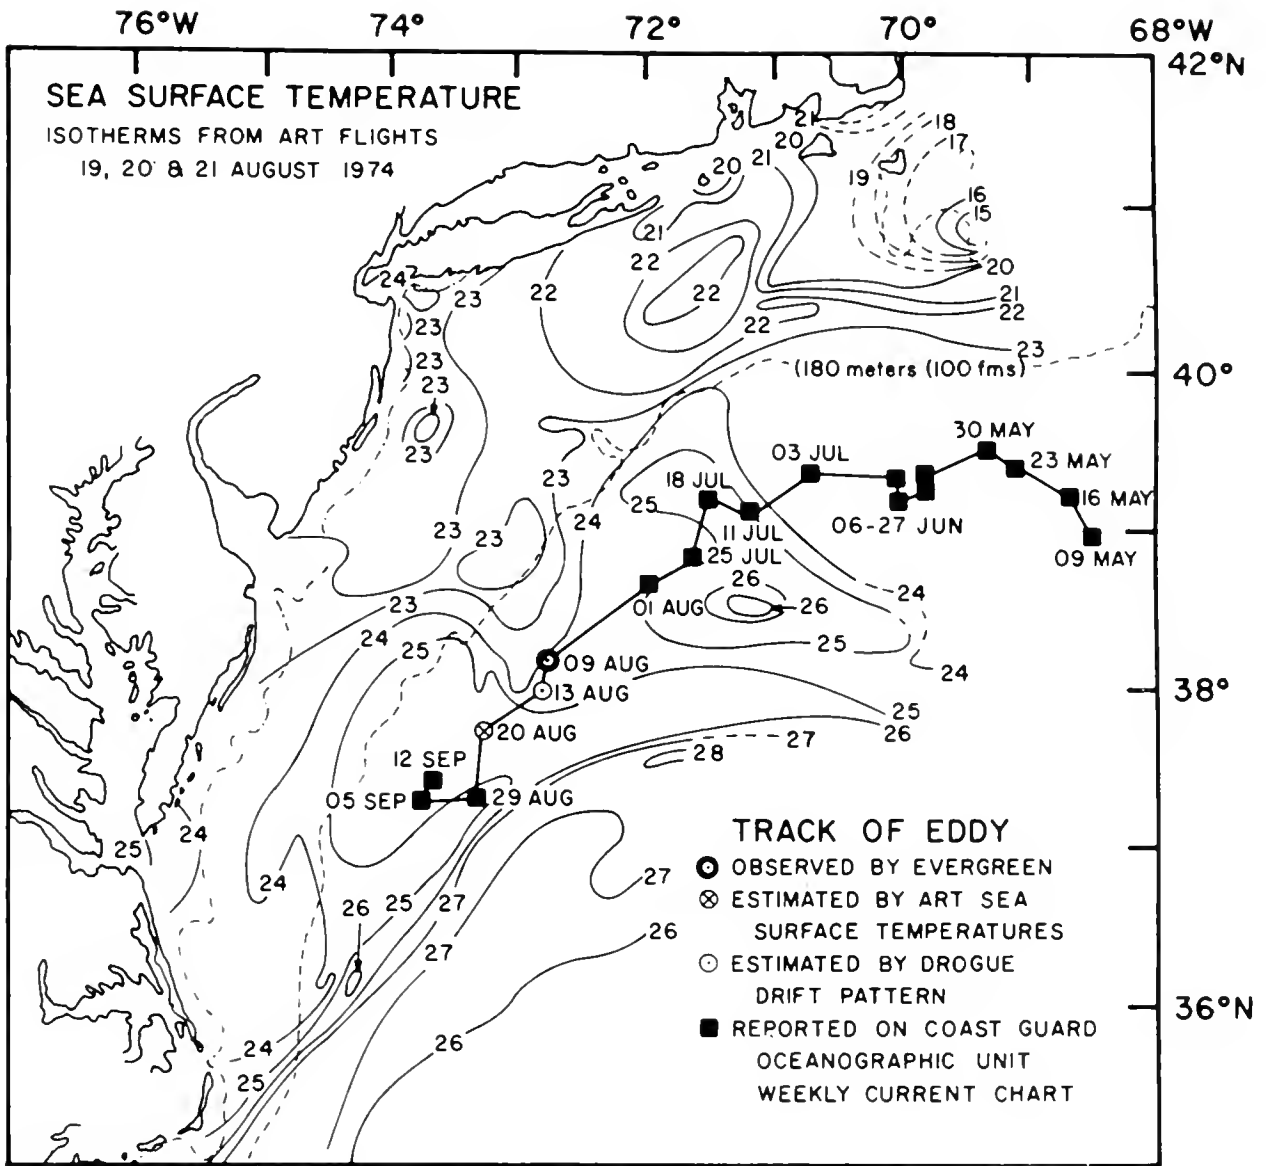 76°W 74° 72° 70° 68°W
42°N
SEA SURFACE TEMPERATURE
ISOTHERMS FROM ART FLIGHTS
19, 20 & 21 AUGUST 1974
21 18
20 17
20 21
19
16
15
21
22
20
24 23 22 22 21
22
23 22
23
23
(180 meters (100 fms)
40°
23
30 MAY
23
03 JUL
23 MAY
23
18 JUL
25
16 MAY
24
11 JUL
06-27 JUN
23 23
25 JUL
09 MAY
26
24
23
01 AUG
26
24
25
25
09 AUG
24
13 AUG
38°
25
20 AUG
26
27
28
12 SEP
05 SEP
29 AUG
24
25
TRACK OF EDDY
OBSERVED BY EVERGREEN
24
27
ESTIMATED BY ART SEA
SURFACE TEMPERATURES
26 25 27
26
27
ESTIMATED BY DROGUE
DRIFT PATTERN
36°N
REPORTED ON COAST GUARD
OCEANOGRAPHIC UNIT
WEEKLY CURRENT CHART
24
26
25